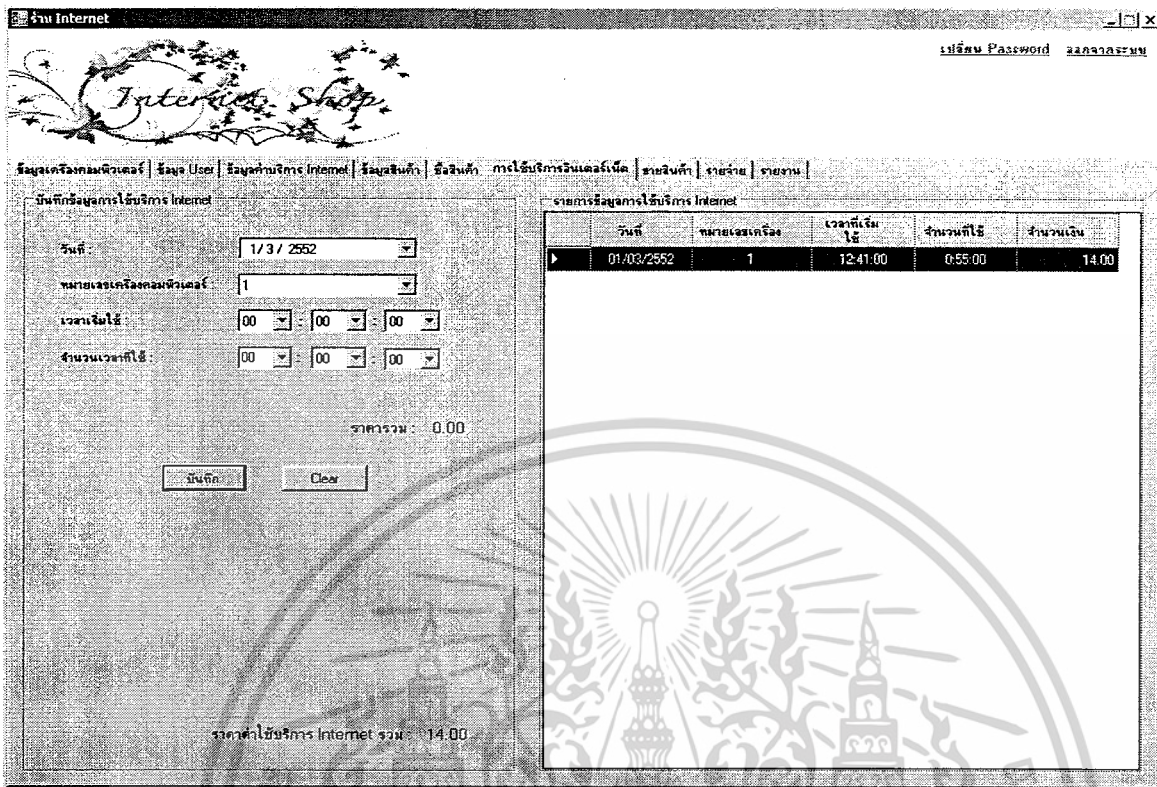 ร้าน Internet
เปลี่ยน Password ออกจากระบบ
Internet Shop
ข้อมูลเครื่องคอมพิวเตอร์ ข้อมูล User ข้อมูลค่าบริการ Internet ข้อมูลสินค้า ซื้อสินค้า การใช้บริการอินเตอร์เน็ต ขายสินค้า รายจ่าย รายงาน
บันทึกข้อมูลการใช้บริการ Internet
วันที่ : 1/ 3 / 2552
หมายเลขเครื่องคอมพิวเตอร์ : 1
เวลาเริ่มใช้ : 00 : 00 : 00
จำนวนเวลาที่ใช้ : 00 : 00 : 00
ราคารวม : 0.00
บันทึก Clear
ราคาค่าใช้บริการ Internet รวม : 14.00
รายการข้อมูลการใช้บริการ Internet
วันที่ หมายเลขเครื่อง เวลาที่เริ่มใช้ จำนวนที่ใช้ จำนวนเงิน
01/03/2552 1 12:41:00 0:55:00 14.00